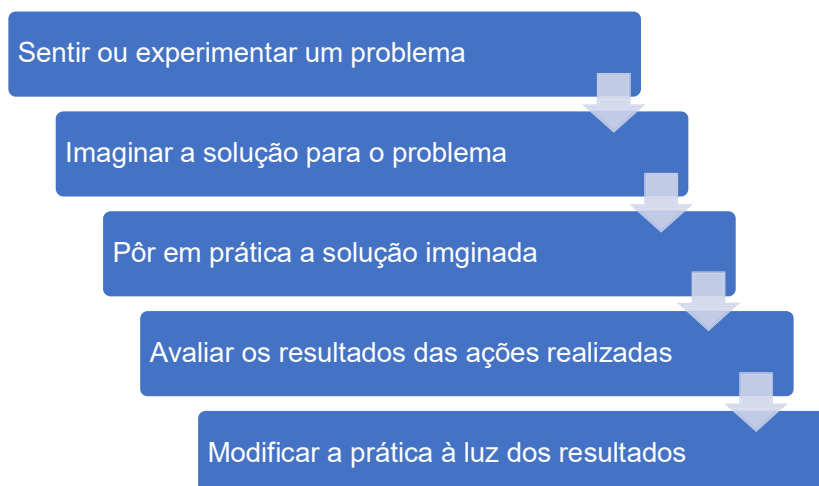 Sentir ou experimentar um problema
Imaginar a solução para o problema
Pôr em prática a solução imginada
Avaliar os resultados das ações realizadas
Modificar a prática à luz dos resultados